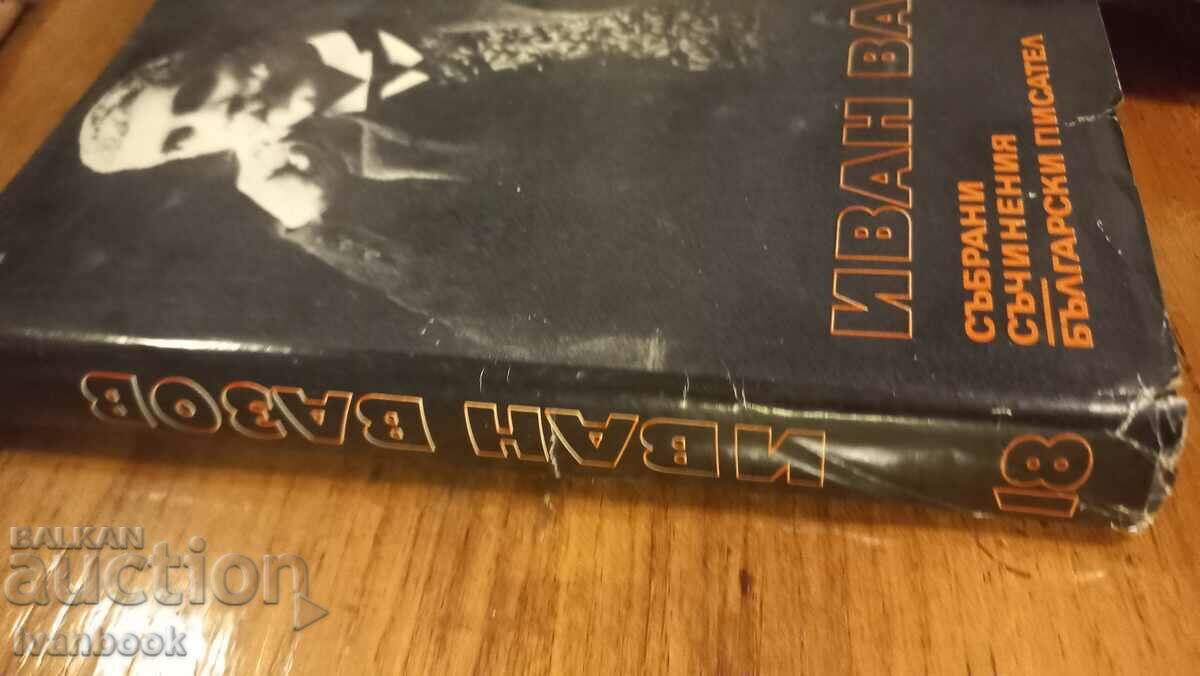 ИВАН ВА
СЪБРАНИ
СЪЧИНЕНИЯ
БЪЛГАРСКИ ПИСАТЕЛ
ИВАН ВАЗОВ
18
BALKAN
auction
ivanbook